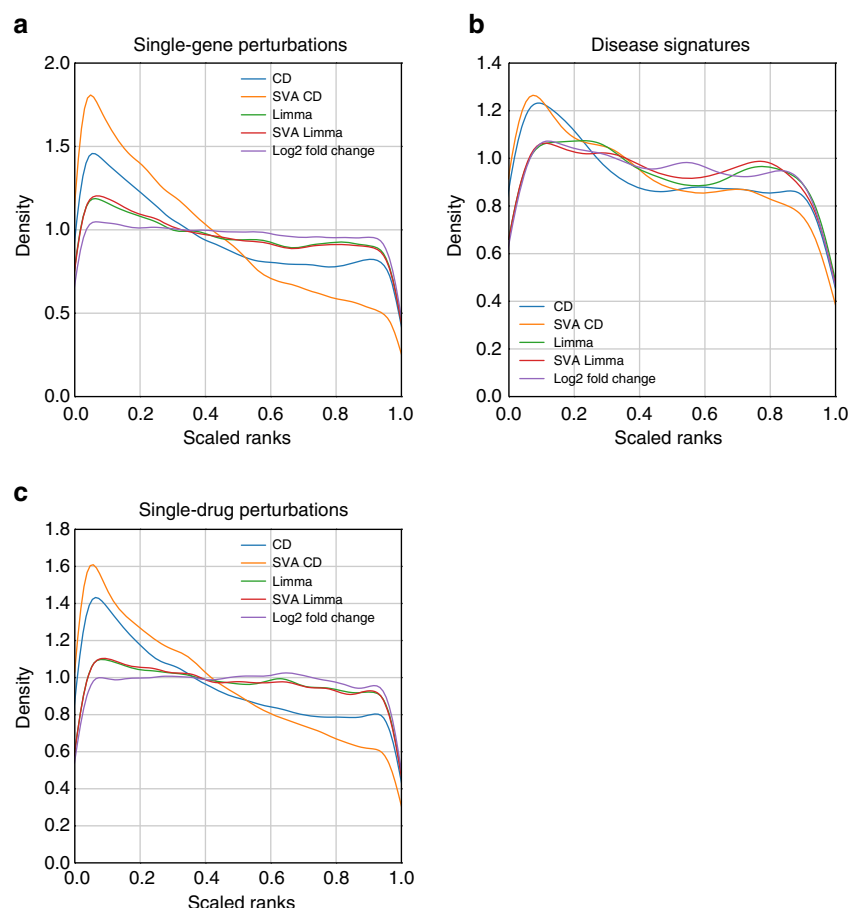 a
Single-gene perturbations
2.0
1.5
1.0
0.5
0.0
Density
CD
SVA CD
Limma
SVA Limma
Log2 fold change
0.0 0.2 0.4 0.6 0.8 1.0
Scaled ranks
b
Disease signatures
1.4
1.2
1.0
0.8
0.6
0.4
0.2
0.0
Density
CD
SVA CD
Limma
SVA Limma
Log2 fold change
0.0 0.2 0.4 0.6 0.8 1.0
Scaled ranks
c
Single-drug perturbations
1.8
1.6
1.4
1.2
1.0
0.8
0.6
0.4
0.2
0.0
Density
CD
SVA CD
Limma
SVA Limma
Log2 fold change
0.0 0.2 0.4 0.6 0.8 1.0
Scaled ranks